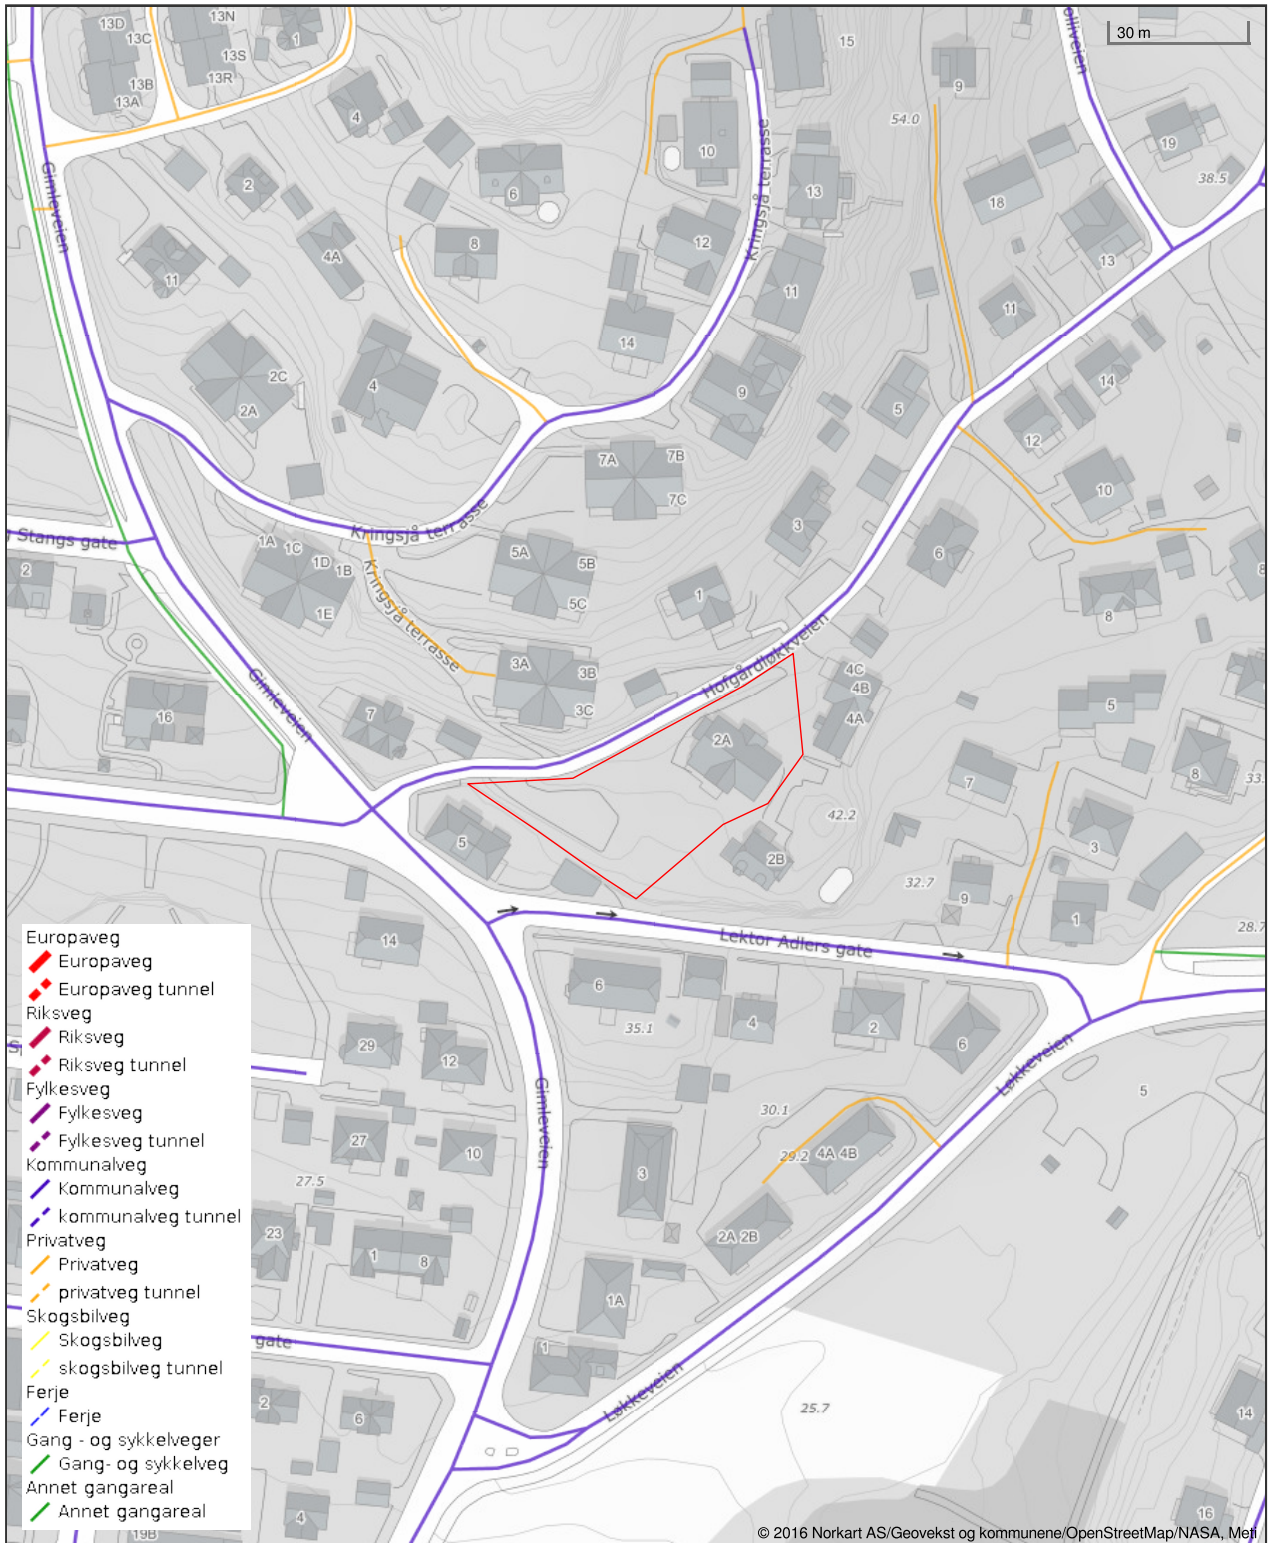 30 m
13D
13C
13N
13S
13R
13B
13A
1
4
15
9
54.0
10
6
2
8
4A
11
12
13
14
18
19
38.5
Gimleveien
Kringsjå terrasse
2C
2A
4
9
11
5
11
13
14
12
10
7A
7B
7C
3
6
Stangs gate
2
1A
1C
1D
1B
1E
Kringsjå terrasse
Kringsjå terrasse
5A
5B
5C
1
8
3A
3B
3C
Hofgårdløkkveien
4C
4B
4A
16
Gimleveien
7
2A
5
7
8
5
2B
42.2
32.7
9
3
1
28.7
14
Lektor Adlers gate
6
35.1
4
2
6
Løkkeveien
5
29
12
27
10
27.5
Gimleveien
30.1
29.2
4A 4B
3
2A 2B
23
1
8
1A
1
gate
Løkkeveien
2
6
25.7
14
4
16
19B
Europaveg
Europaveg
Europaveg tunnel
Riksveg
Riksveg
Riksveg tunnel
Fylkesveg
Fylkesveg
Fylkesveg tunnel
Kommunalveg
Kommunalveg
kommunalveg tunnel
Privatveg
Privatveg
privatveg tunnel
Skogsbilveg
Skogsbilveg
skogsbilveg tunnel
Ferje
Ferje
Gang - og sykkelveger
Gang- og sykkelveg
Annet gangareal
Annet gangareal
© 2016 Norkart AS/Geovekst og kommunene/OpenStreetMap/NASA, Meti